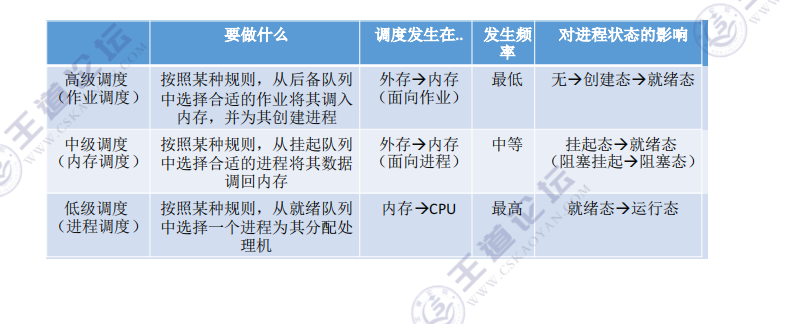 要做什么
调度发生在..
发生频
率
对进程状态的影响
高级调度
（作业调度）
按照某种规则，从后备队列
中选择合适的作业将其调入
内存，并为其创建进程
外存→内存
（面向作业）
最低
无→创建态→就绪态
中级调度
（内存调度）
按照某种规则，从挂起队列
中选择合适的进程将其数据
调回内存
外存→内存
（面向进程）
中等
挂起态→就绪态
（阻塞挂起→阻塞态）
低级调度
（进程调度）
按照某种规则，从就绪队列
中选择一个进程为其分配处
理机
内存→CPU
最高
就绪态→运行态
王道论坛
WWW.CSKAOYAN.COM
王道论坛
WWW.CSKAOYAN.COM